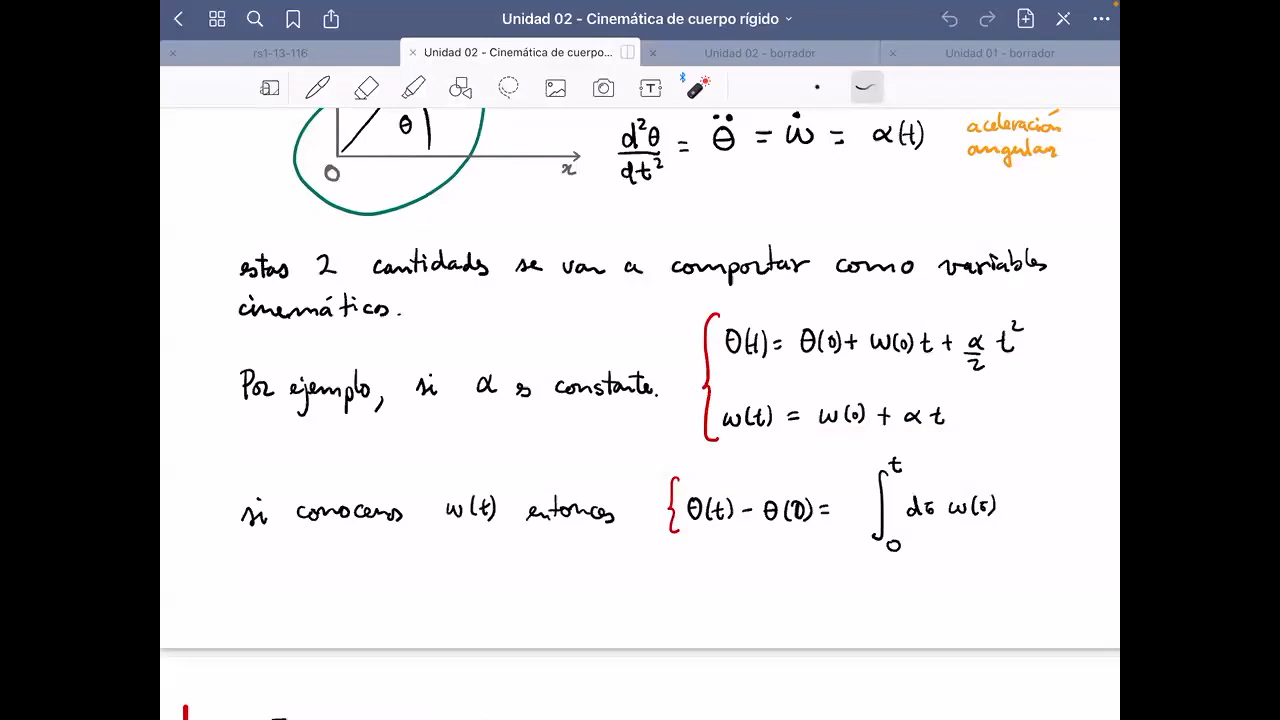 Unidad 02 - Cinemática de cuerpo rígido
rs1-13-116
Unidad 02 - Cinemática de cuerpo...
Unidad 02 - borrador
Unidad 01 - borrador
T
θ
O
x
d²θ/dt² = θ̈ = ω̇ = α(t)
aceleración
angular
estas 2 cantidades se van a comportar como variables
cinemáticos.
Por ejemplo, si α es constante.
θ(t) = θ(0) + ω(0) t + α/2 t²
ω(t) = ω(0) + α t
si conocemos ω(t) entonces { θ(t) - θ(0) = ∫₀ᵗ dε ω(ε)